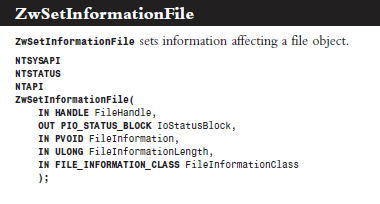 ZwSetInformationFile
ZwSetInformationFile sets information affecting a file object.
NTSYSAPI
NTSTATUS
NTAPI
ZwSetInformationFile(
    IN HANDLE FileHandle,
    OUT PIO_STATUS_BLOCK IoStatusBlock,
    IN PVOID FileInformation,
    IN ULONG FileInformationLength,
    IN FILE_INFORMATION_CLASS FileInformationClass
    );